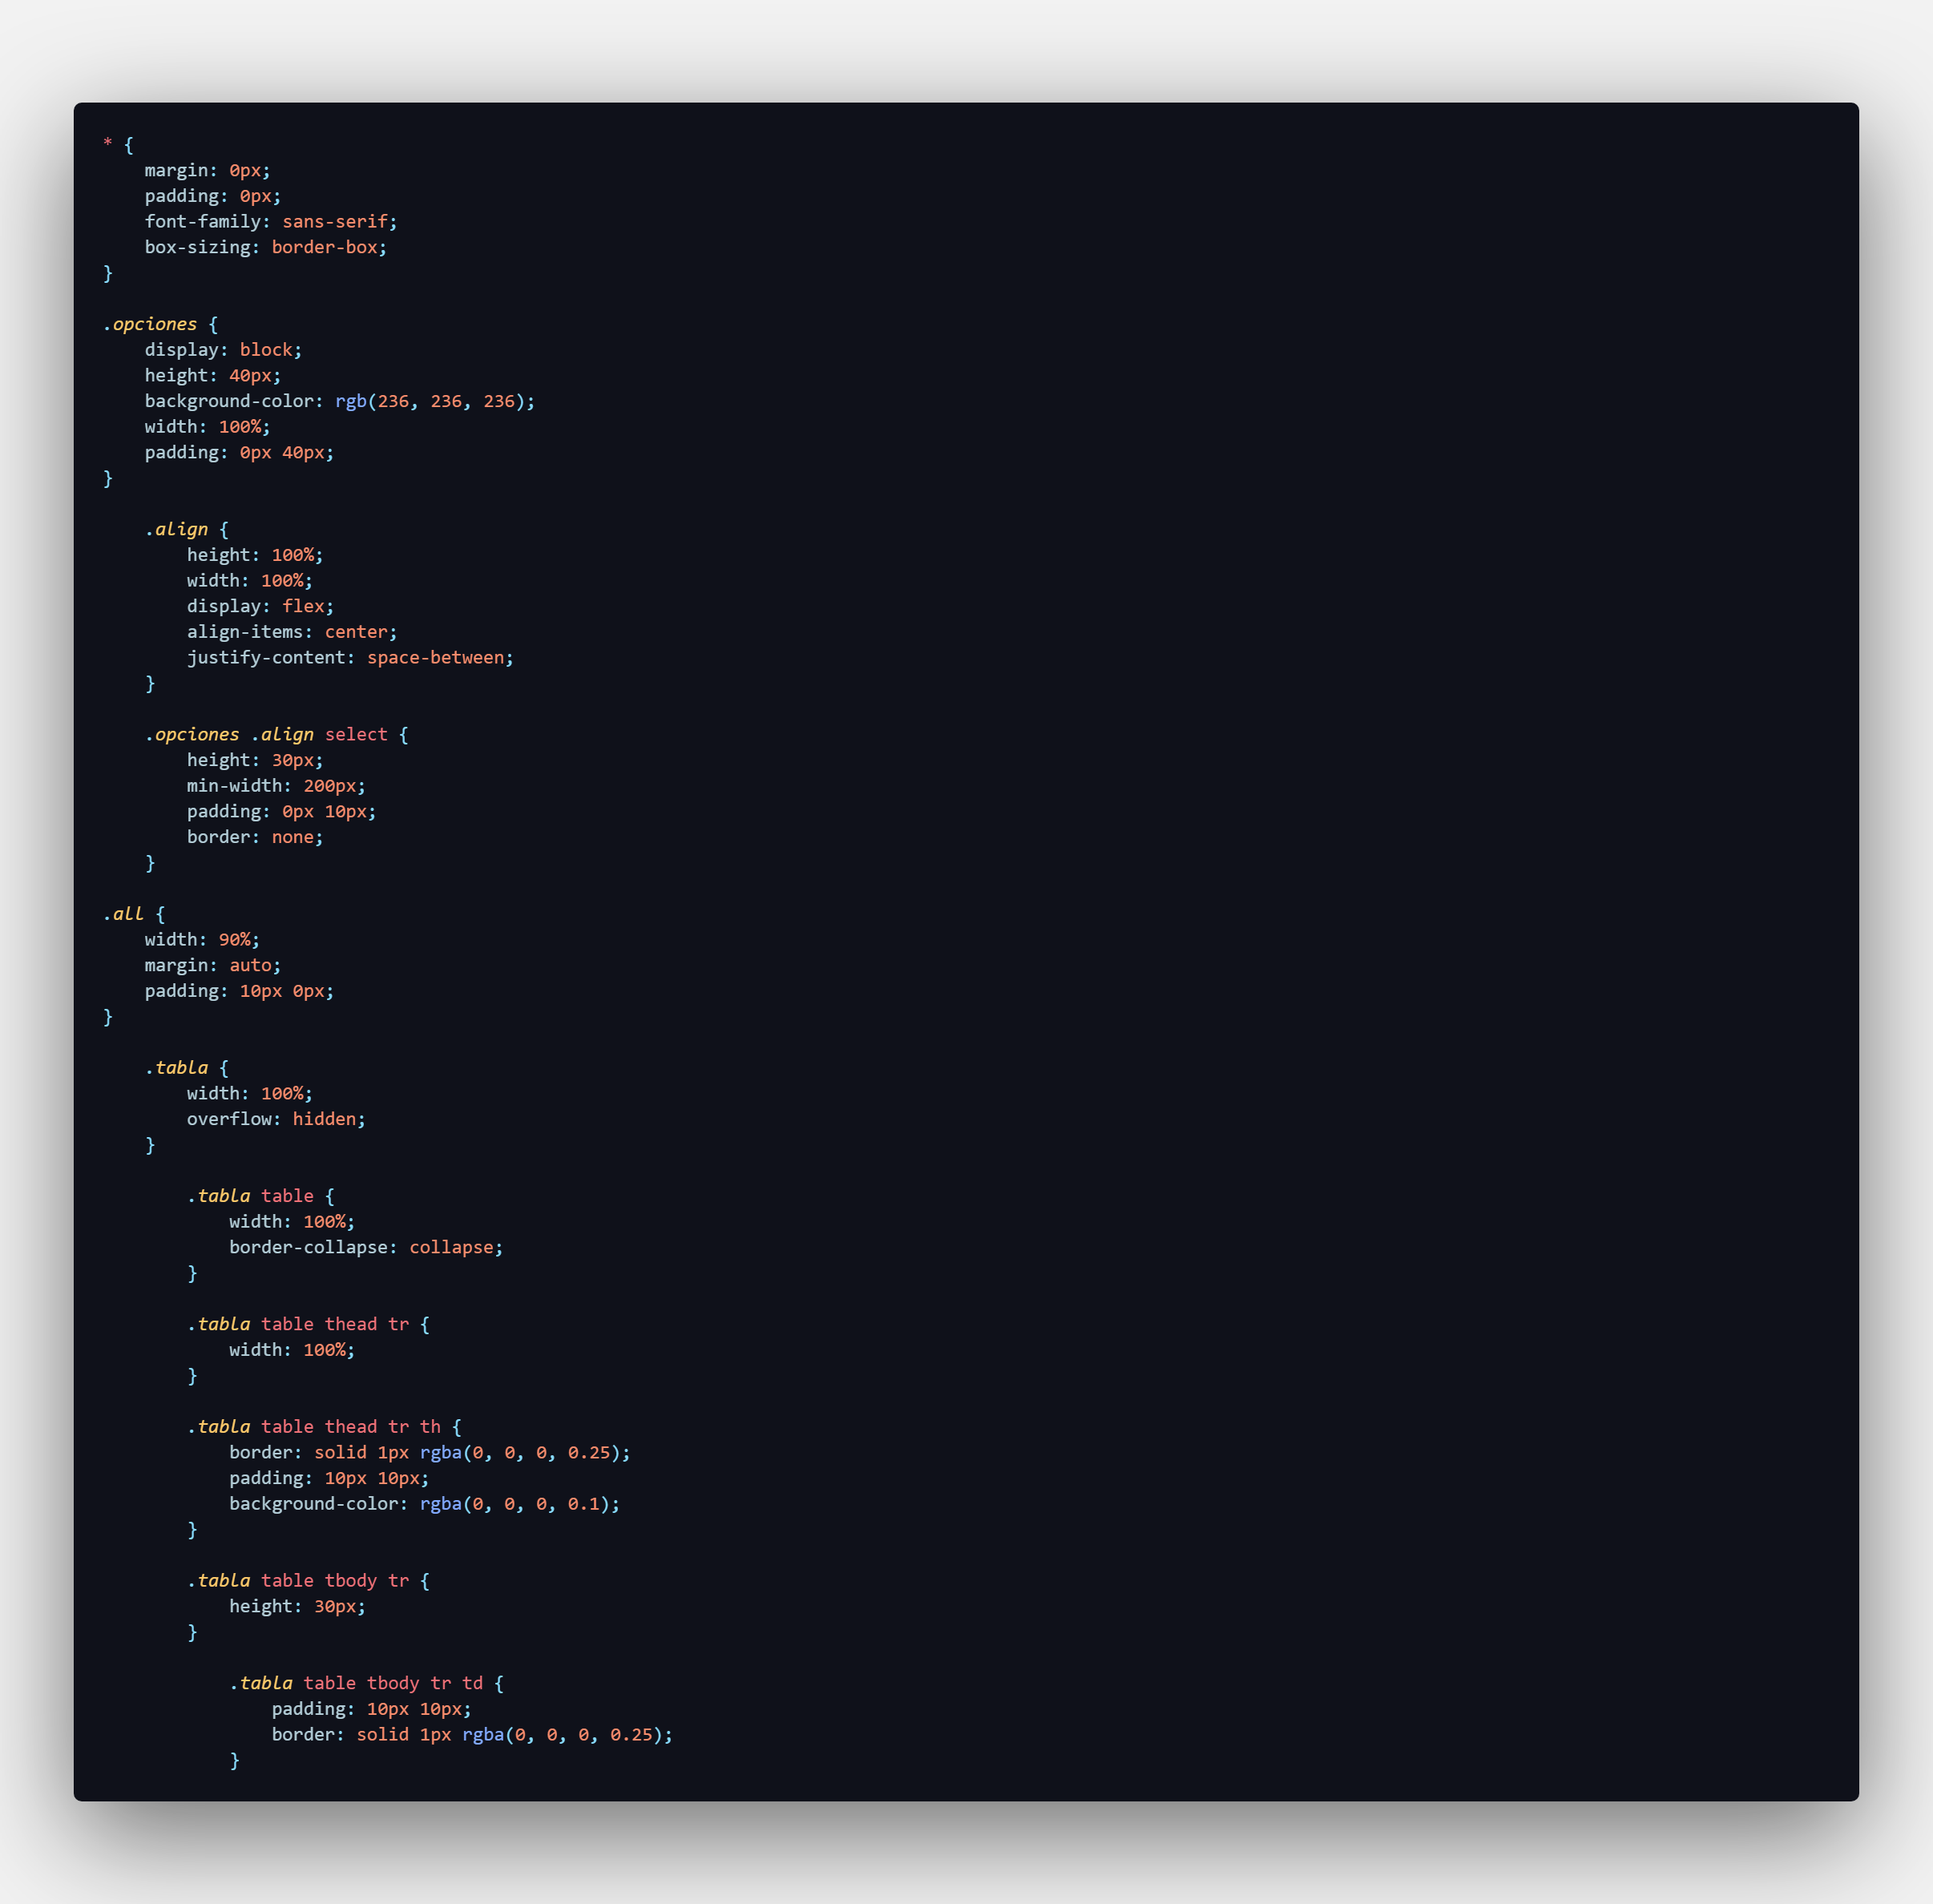 * {
    margin: 0px;
    padding: 0px;
    font-family: sans-serif;
    box-sizing: border-box;
}

.opciones {
    display: block;
    height: 40px;
    background-color: rgb(236, 236, 236);
    width: 100%;
    padding: 0px 40px;
}

    .align {
        height: 100%;
        width: 100%;
        display: flex;
        align-items: center;
        justify-content: space-between;
    }

    .opciones .align select {
        height: 30px;
        min-width: 200px;
        padding: 0px 10px;
        border: none;
    }

.all {
    width: 90%;
    margin: auto;
    padding: 10px 0px;
}

    .tabla {
        width: 100%;
        overflow: hidden;
    }

        .tabla table {
            width: 100%;
            border-collapse: collapse;
        }

        .tabla table thead tr {
            width: 100%;
        }

        .tabla table thead tr th {
            border: solid 1px rgba(0, 0, 0, 0.25);
            padding: 10px 10px;
            background-color: rgba(0, 0, 0, 0.1);
        }

        .tabla table tbody tr {
            height: 30px;
        }

            .tabla table tbody tr td {
                padding: 10px 10px;
                border: solid 1px rgba(0, 0, 0, 0.25);
            }